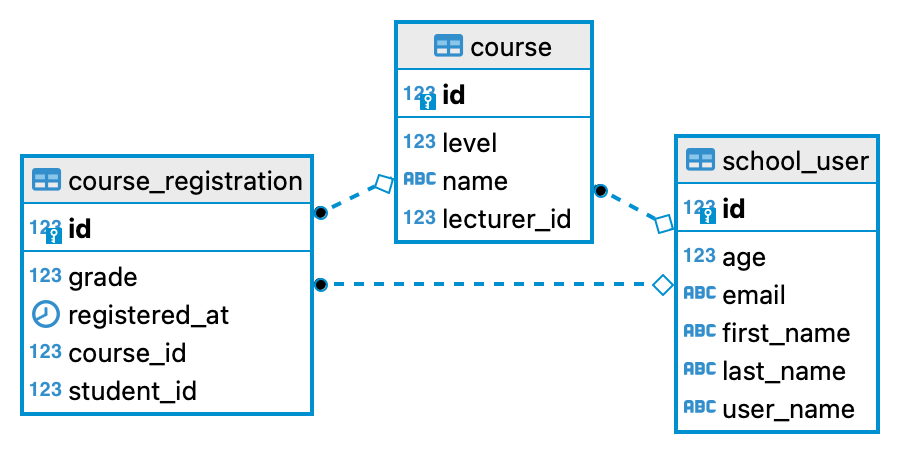 course
123 id
123 level
ABC name
123 lecturer_id
course_registration
123 id
123 grade
registered_at
123 course_id
123 student_id
school_user
123 id
123 age
ABC email
ABC first_name
ABC last_name
ABC user_name